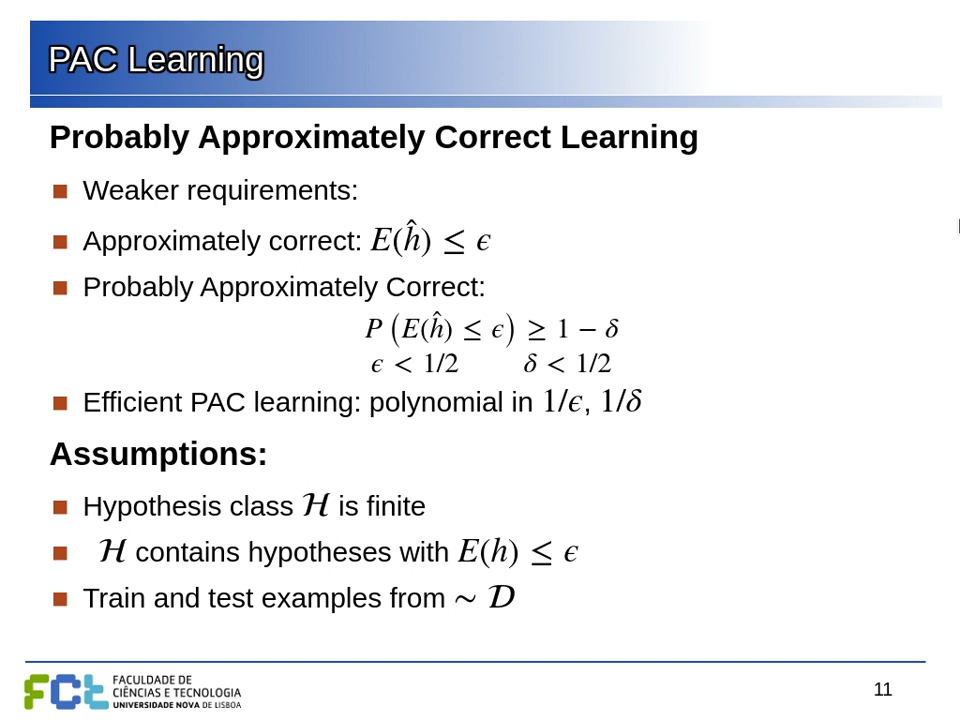 PAC Learning
Probably Approximately Correct Learning
Weaker requirements:
Approximately correct: E(ĥ) ≤ ϵ
Probably Approximately Correct:
P (E(ĥ) ≤ ϵ) ≥ 1 − δ
ϵ < 1/2 δ < 1/2
Efficient PAC learning: polynomial in 1/ϵ, 1/δ
Assumptions:
Hypothesis class ℋ is finite
ℋ contains hypotheses with E(h) ≤ ϵ
Train and test examples from ∼ 𝒟
FCt
FACULDADE DE
CIÊNCIAS E TECNOLOGIA
UNIVERSIDADE NOVA DE LISBOA
11